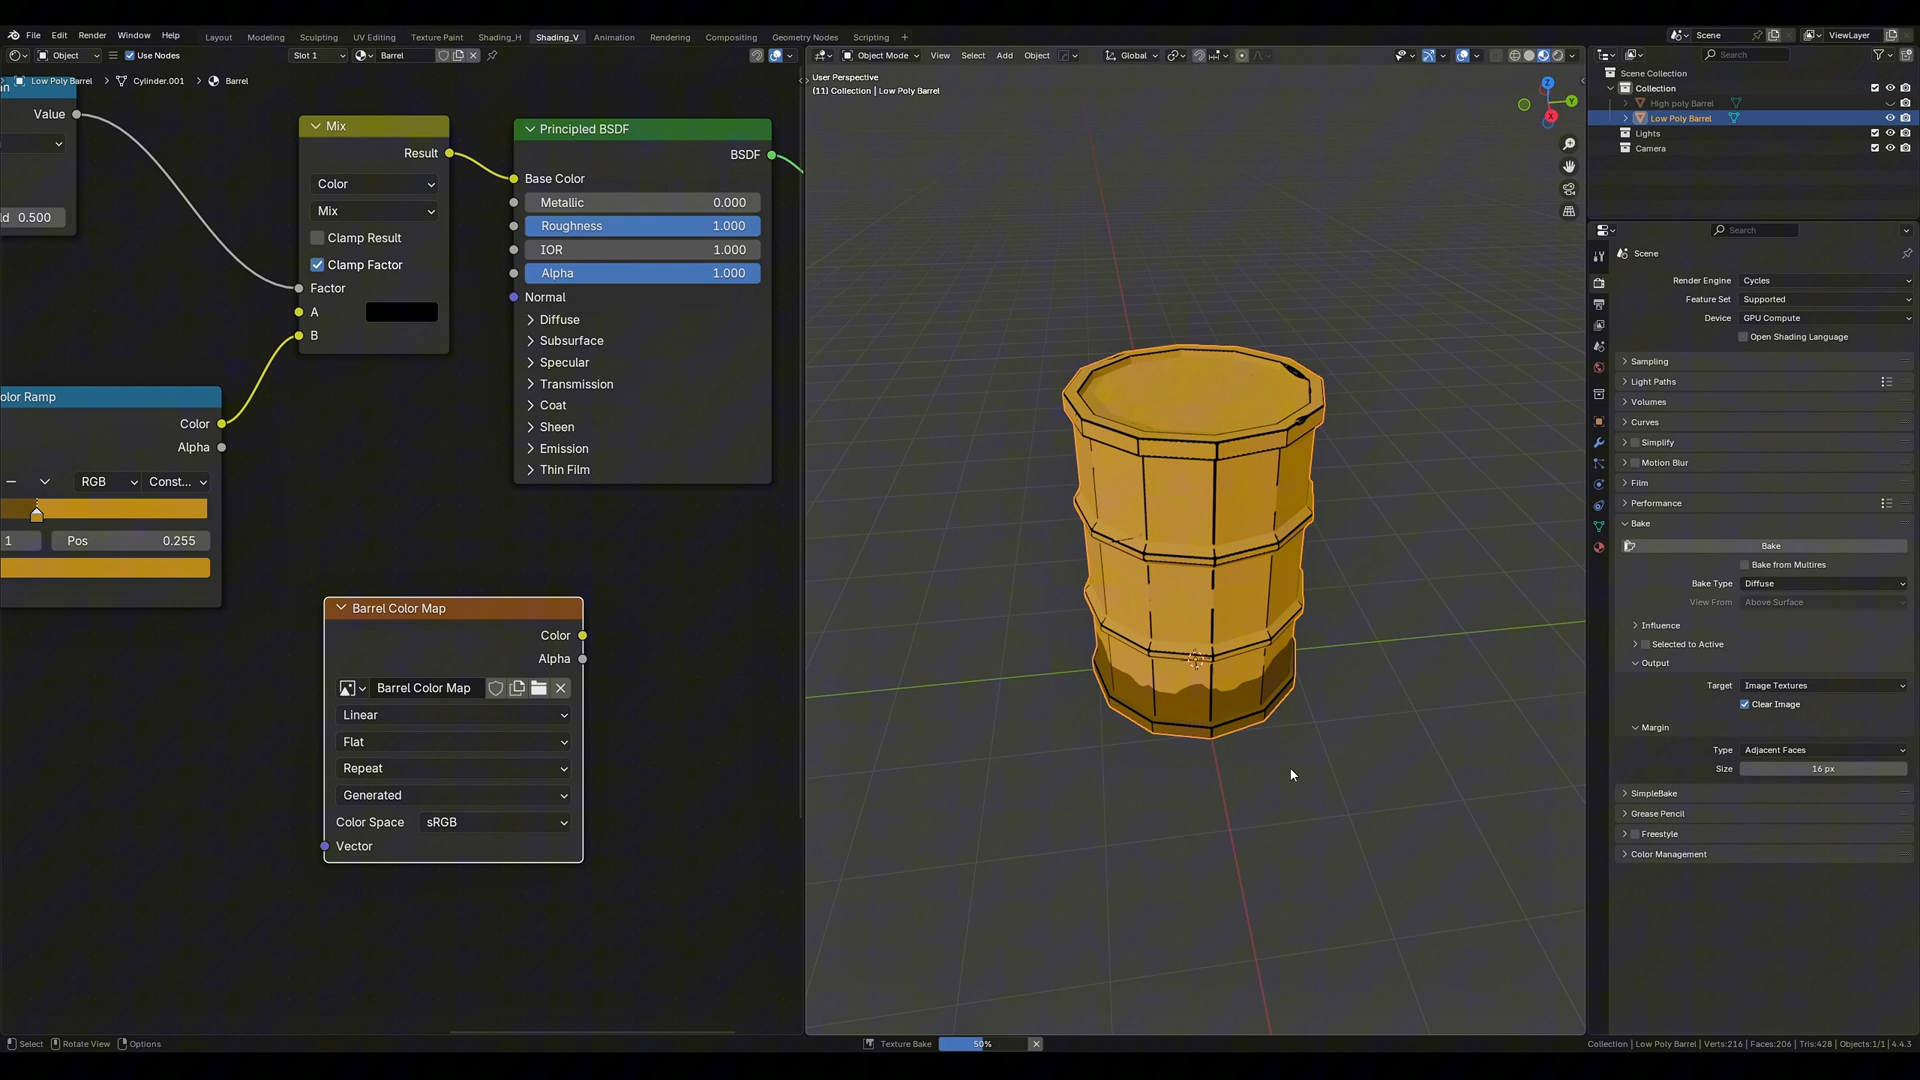 File Edit Render Window Help Layout Modeling Sculpting UV Editing Texture Paint Shading_H Shading_V Animation Rendering Compositing Geometry Nodes Scripting + Scene ViewLayer
Object Use Nodes Slot 1 Barrel Object Mode View Select Add Object Global Search
Low Poly Barrel > Cylinder.001 > Barrel
User Perspective
(11) Collection | Low Poly Barrel
Value
0.500
Mix
Result
Color
Mix
Clamp Result
Clamp Factor
Factor
A
B
Principled BSDF
BSDF
Base Color
Metallic 0.000
Roughness 1.000
IOR 1.000
Alpha 1.000
Normal
Diffuse
Subsurface
Specular
Transmission
Coat
Sheen
Emission
Thin Film
olor Ramp
Color
Alpha
RGB Const...
1 Pos 0.255
Barrel Color Map
Color
Alpha
Barrel Color Map
Linear
Flat
Repeat
Generated
Color Space sRGB
Vector
Z
Y
X
Scene Collection
Collection
High poly Barrel
Low Poly Barrel
Lights
Camera
Search
Scene
Render Engine Cycles
Feature Set Supported
Device GPU Compute
Open Shading Language
Sampling
Light Paths
Volumes
Curves
Simplify
Motion Blur
Film
Performance
Bake
Bake
Bake from Multires
Bake Type Diffuse
View From Above Surface
Influence
Selected to Active
Output
Target Image Textures
Clear Image
Margin
Type Adjacent Faces
Size 16 px
SimpleBake
Grease Pencil
Freestyle
Color Management
Select Rotate View Options Texture Bake 50% Collection | Low Poly Barrel | Verts:216 | Faces:206 | Tris:428 | Objects:1/1 | 4.4.3